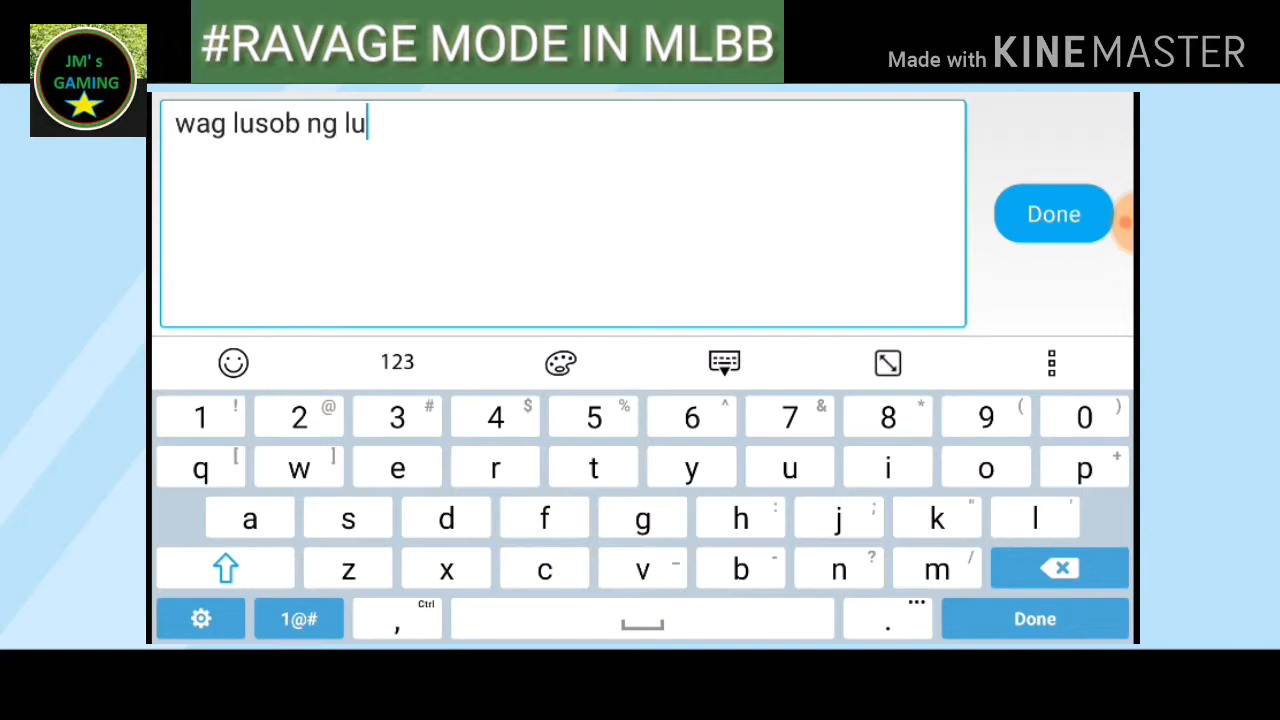 #RAVAGE MODE IN MLBB
Made with KINEMASTER
JM' s
GAMING
wag lusob ng lu
Done
123
1 ! 2 @ 3 # 4 $ 5 % 6 ^ 7 & 8 * 9 ( 0 )
q [ w ] e r t y u i o p +
a s d f g h : j ; k " l '
z x c v _ b - n ? m /
1@# , Ctrl . ... Done